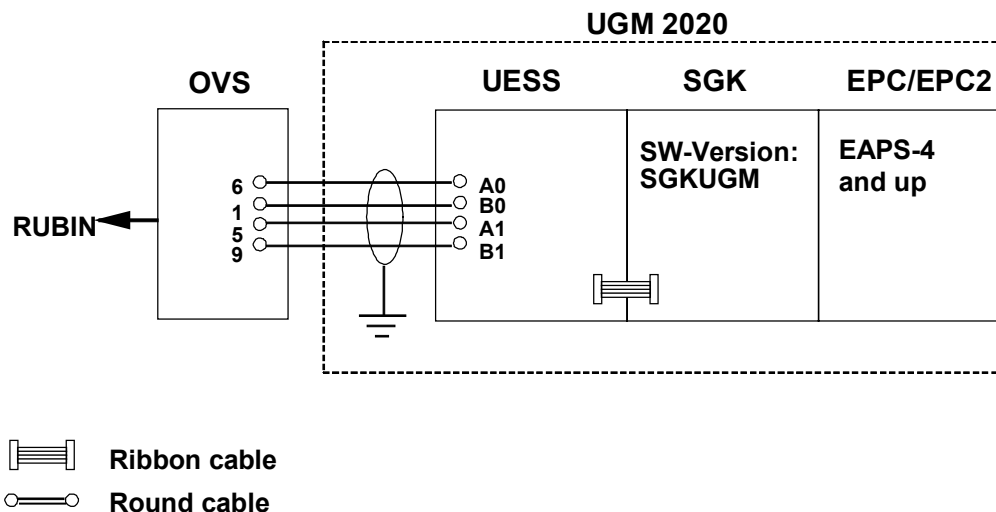 UGM 2020
OVS
UESS
SGK
EPC/EPC2
SW-Version:
SGKUGM
EAPS-4
and up
6
1
5
9
A0
B0
A1
B1
RUBIN
Ribbon cable
Round cable